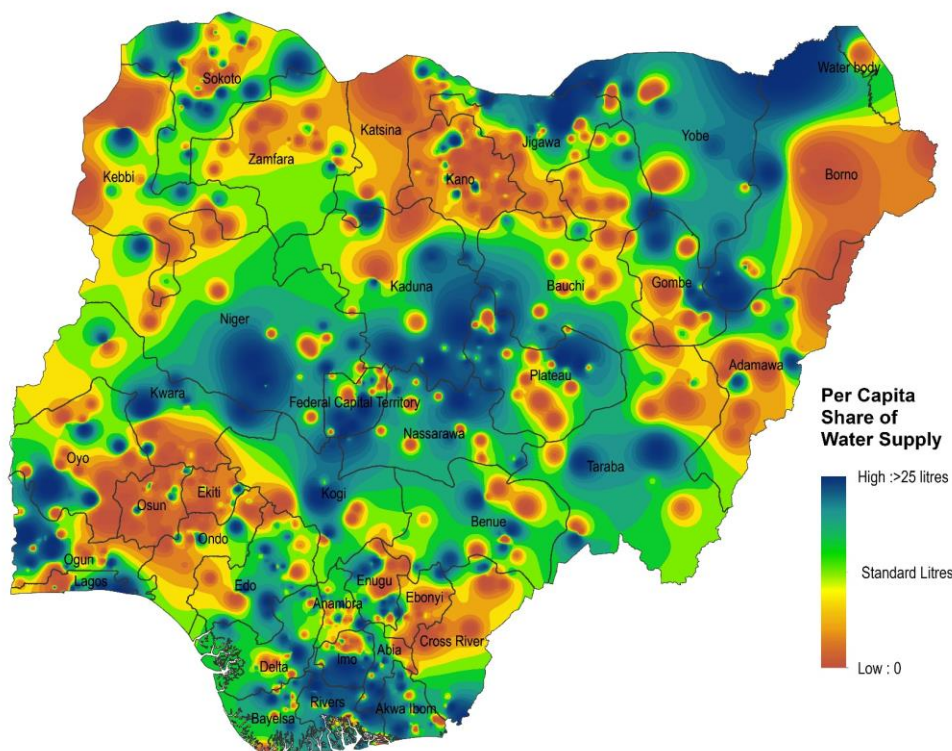 Water body
Sokoto
Katsina
Jigawa
Yobe
Zamfara
Kebbi
Kano
Borno
Kaduna
Bauchi
Gombe
Niger
Adamawa
Plateau
Kwara
Federal Capital Territory
Nassarawa
Oyo
Taraba
Kogi
Osun
Ekiti
Benue
Ondo
Ogun
Lagos
Edo
Enugu
Anambra
Ebonyi
Cross River
Abia
Imo
Delta
Rivers
Akwa Ibom
Bayelsa
Per Capita
Share of
Water Supply
High :>25 litres
Standard Litres
Low : 0